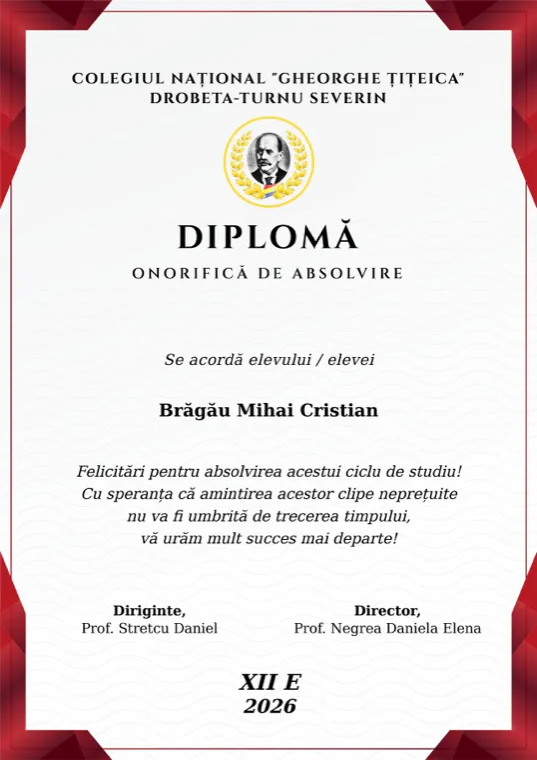 COLEGIUL NAȚIONAL "GHEORGHE ȚIȚEICA"
DROBETA-TURNU SEVERIN
DIPLOMĂ
ONORIFICĂ DE ABSOLVIRE
Se acordă elevului / elevei
Brăgău Mihai Cristian
Felicitări pentru absolvirea acestui ciclu de studiu!
Cu speranța că amintirea acestor clipe neprețuite
nu va fi umbrită de trecerea timpului,
vă urăm mult succes mai departe!
Diriginte,
Prof. Stretcu Daniel
Director,
Prof. Negrea Daniela Elena
XII E
2026